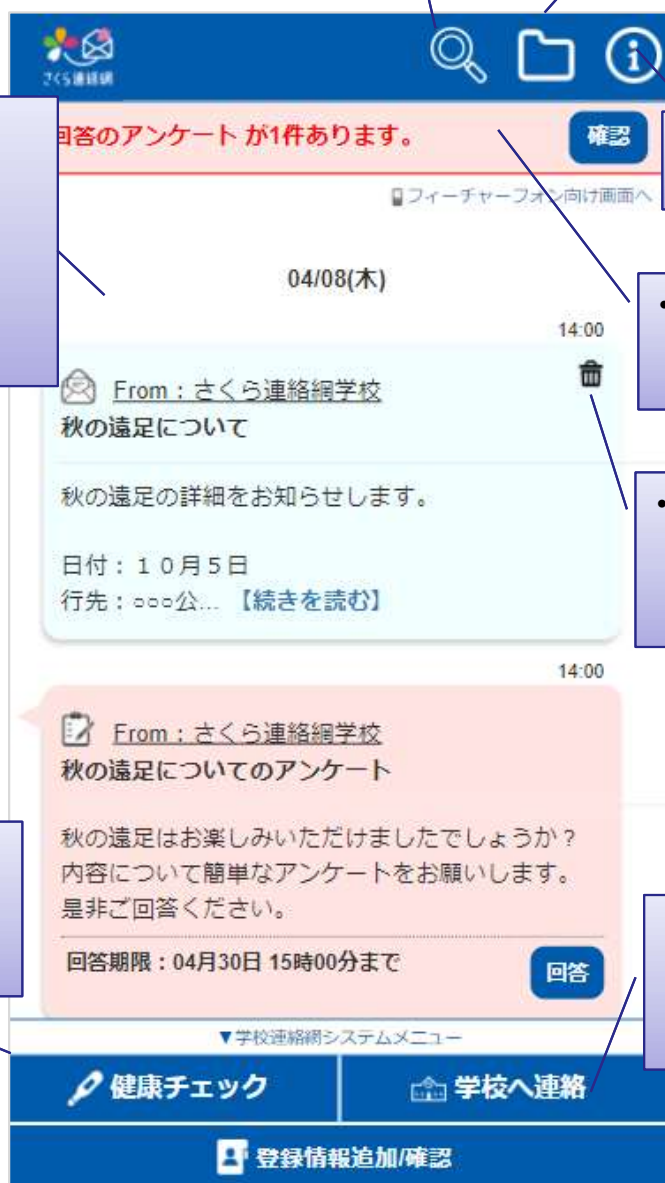 さくら連絡網
回答のアンケート が1件あります。
確認
フィーチャーフォン向け画面へ
04/08(木)
14:00
From：さくら連絡網学校
秋の遠足について
秋の遠足の詳細をお知らせします。
日付：１０月５日
行先：○○○公... 【続きを読む】
14:00
From：さくら連絡網学校
秋の遠足についてのアンケート
秋の遠足はお楽しみいただけましたでしょうか？
内容について簡単なアンケートをお願いします。
是非ご回答ください。
回答期限：04月30日 15時00分まで
回答
▼学校連絡網システムメニュー
健康チェック
学校へ連絡
登録情報追加/確認